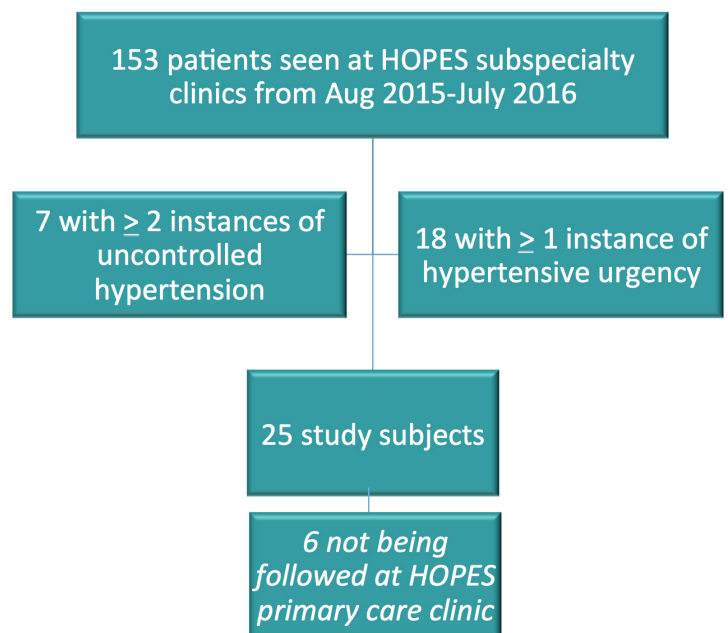 153 patients seen at HOPES subspecialty
clinics from Aug 2015-July 2016
7 with ≥ 2 instances of
uncontrolled
hypertension
18 with ≥ 1 instance of
hypertensive urgency
25 study subjects
6 not being
followed at HOPES
primary care clinic